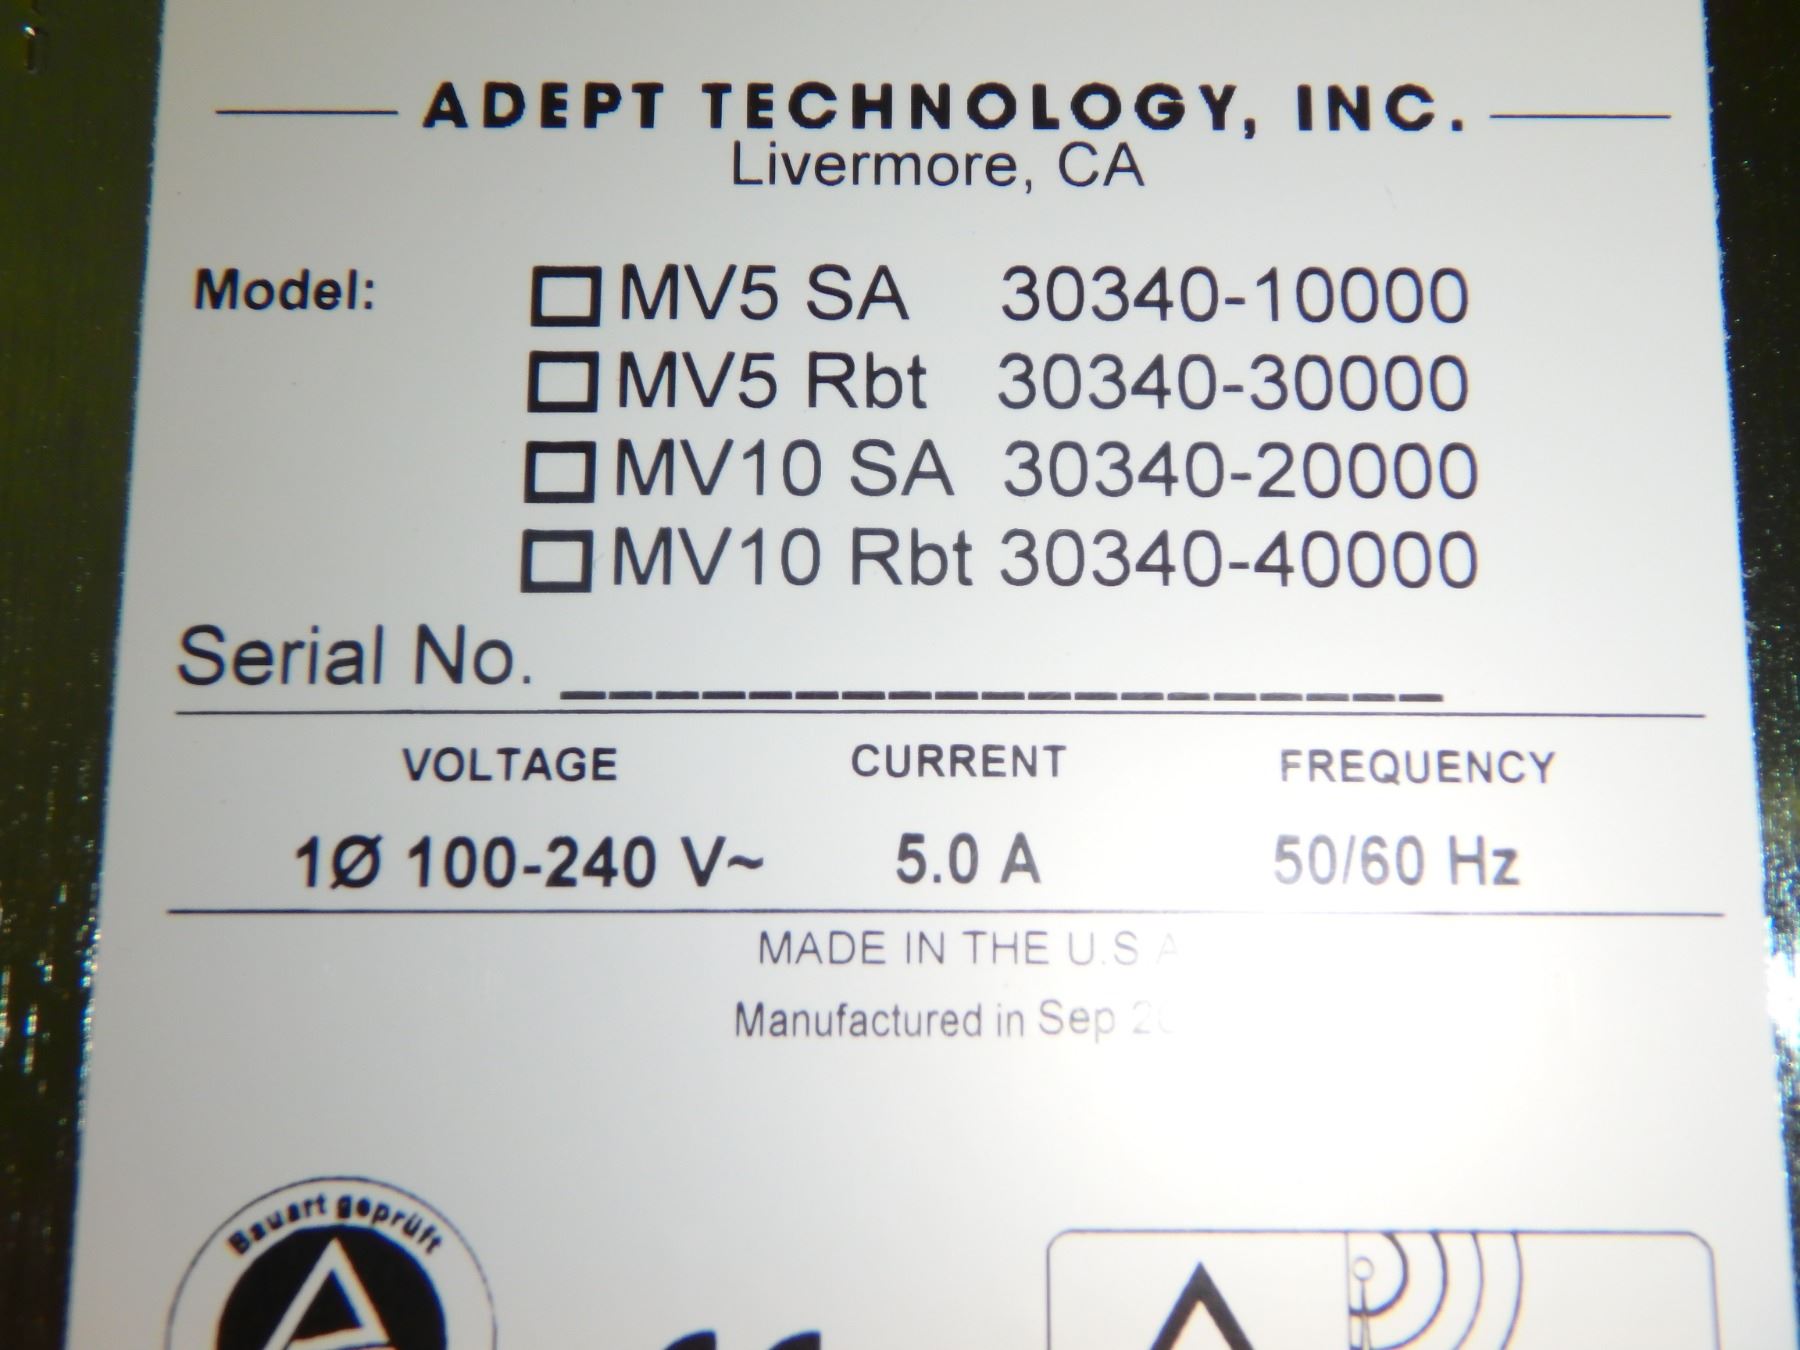 ADEPT TECHNOLOGY, INC.
Livermore, CA
Model: ☐ MV5 SA 30340-10000
☐ MV5 Rbt 30340-30000
☐ MV10 SA 30340-20000
☐ MV10 Rbt 30340-40000
Serial No. ___________________
VOLTAGE CURRENT FREQUENCY
1Ø 100-240 V~ 5.0 A 50/60 Hz
MADE IN THE U.S A
Manufactured in Sep
Bauart geprüft